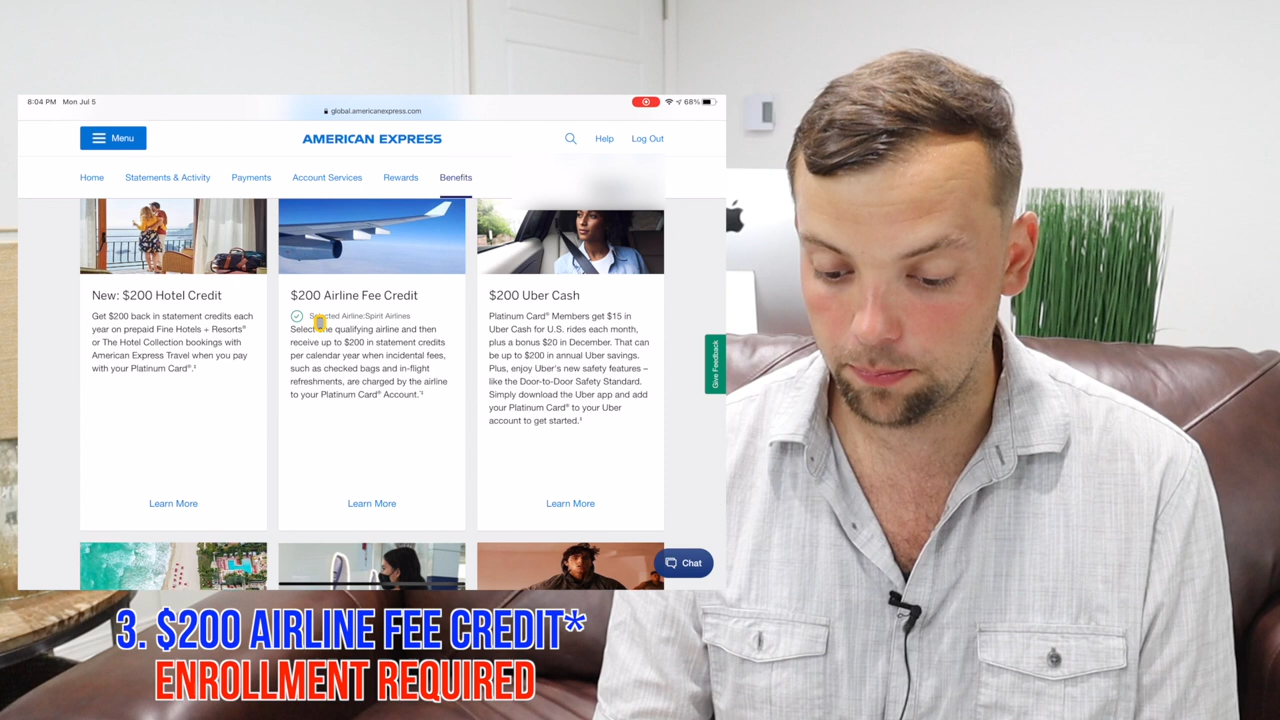 8:04 PM Mon Jul 5
68%
global.americanexpress.com
Menu
AMERICAN EXPRESS
Help
Log Out
Home
Statements & Activity
Payments
Account Services
Rewards
Benefits
New: $200 Hotel Credit
Get $200 back in statement credits each
year on prepaid Fine Hotels + Resorts®
or The Hotel Collection bookings with
American Express Travel when you pay
with your Platinum Card®.‡
Learn More
$200 Airline Fee Credit
Selected Airline:Spirit Airlines
Select one qualifying airline and then
receive up to $200 in statement credits
per calendar year when incidental fees,
such as checked bags and in-flight
refreshments, are charged by the airline
to your Platinum Card® Account.*‡
Learn More
$200 Uber Cash
Platinum Card® Members get $15 in
Uber Cash for U.S. rides each month,
plus a bonus $20 in December. That can
be up to $200 in annual Uber savings.
Plus, enjoy Uber's new safety features –
like the Door-to-Door Safety Standard.
Simply download the Uber app and add
your Platinum Card® to your Uber
account to get started.‡
Learn More
Give Feedback
Chat
3. $200 AIRLINE FEE CREDIT*
ENROLLMENT REQUIRED